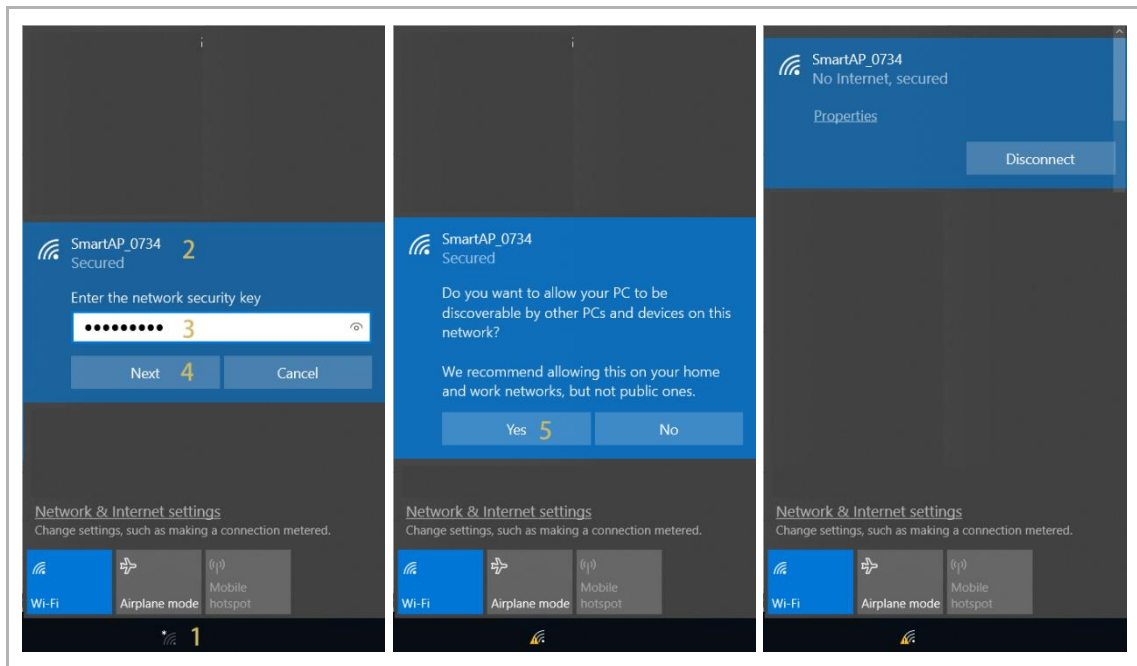 SmartAP_0734 2
Secured
Enter the network security key
••••••••• 3
Next 4 Cancel
Network & Internet settings
Change settings, such as making a connection metered.
Wi-Fi
Airplane mode
Mobile
hotspot
1
SmartAP_0734
Secured
Do you want to allow your PC to be
discoverable by other PCs and devices on this
network?
We recommend allowing this on your home
and work networks, but not public ones.
Yes 5 No
Network & Internet settings
Change settings, such as making a connection metered.
Wi-Fi
Airplane mode
Mobile
hotspot
SmartAP_0734
No Internet, secured
Properties
Disconnect
Network & Internet settings
Change settings, such as making a connection metered.
Wi-Fi
Airplane mode
Mobile
hotspot